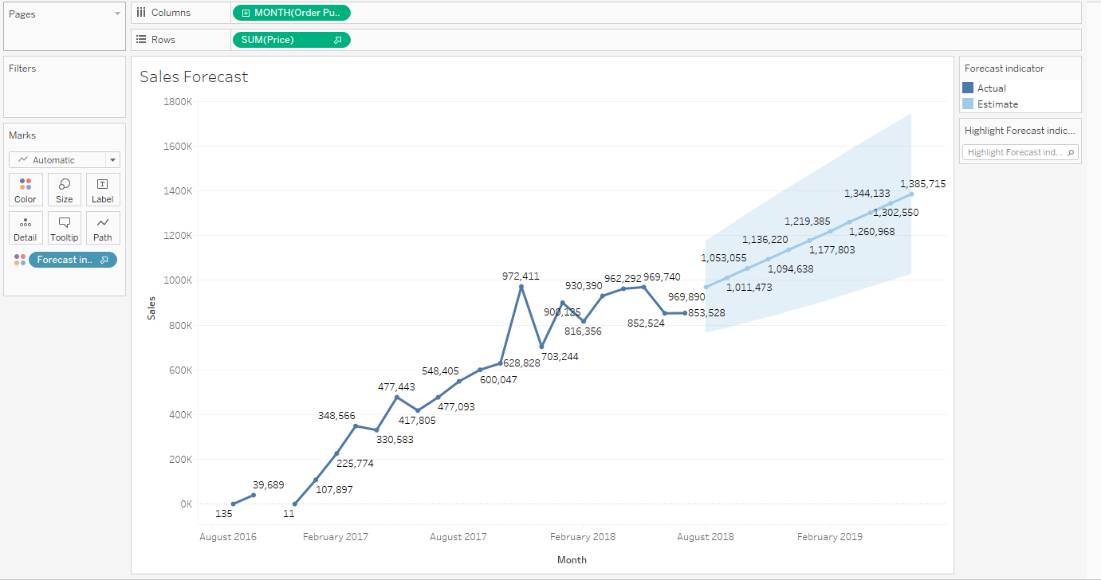 Pages
Columns
MONTH(Order Pu..
Rows
SUM(Price)
Filters
Marks
Automatic
Color
Size
Label
Detail
Tooltip
Path
Forecast in..
Sales Forecast
Sales
1800K
1600K
1400K
1200K
1000K
800K
600K
400K
200K
0K
135
39,689
11
107,897
225,774
348,566
330,583
477,443
417,805
477,093
548,405
600,047
628,828
972,411
703,244
900,125
816,356
930,390
962,292
969,740
852,524
853,528
969,890
1,011,473
1,053,055
1,094,638
1,136,220
1,177,803
1,219,385
1,260,968
1,302,550
1,344,133
1,385,715
August 2016
February 2017
August 2017
February 2018
August 2018
February 2019
Month
Forecast indicator
Actual
Estimate
Highlight Forecast indic...
Highlight Forecast ind...